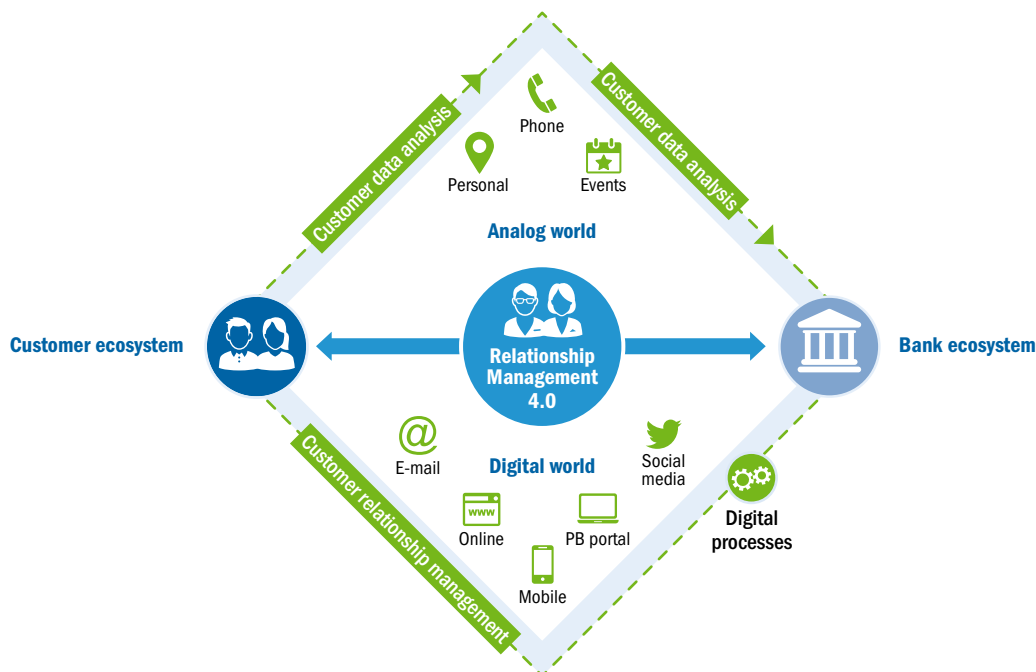 Customer data analysis
Customer data analysis
Phone
Personal
Events
Analog world
Customer ecosystem
Relationship
Management
4.0
Bank ecosystem
@
E-mail
Digital world
Social
media
www
Online
PB portal
Mobile
Customer relationship management
Digital
processes